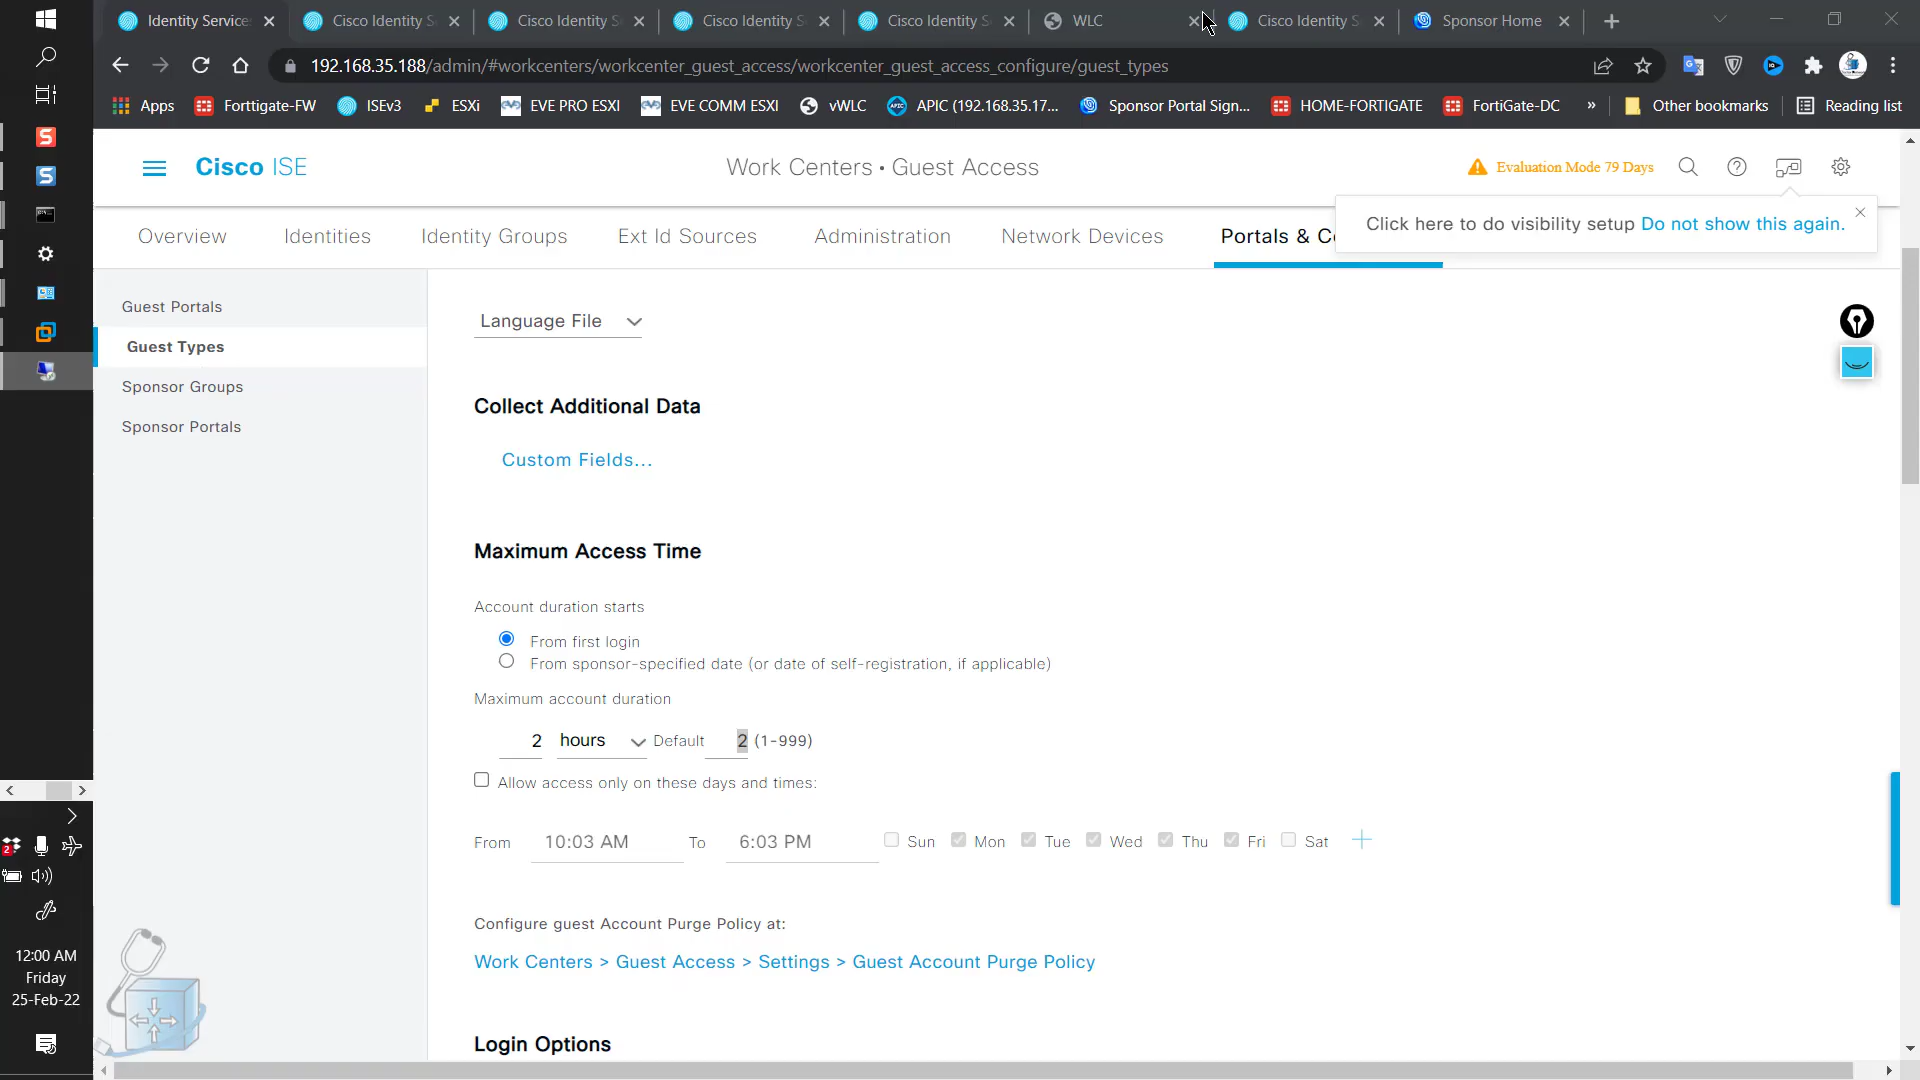 Identity Service
Cisco Identity S
Cisco Identity S
Cisco Identity S
Cisco Identity S
WLC
Cisco Identity S
Sponsor Home
192.168.35.188/admin/#workcenters/workcenter_guest_access/workcenter_guest_access_configure/guest_types
Apps
Forttigate-FW
ISEv3
ESXi
EVE PRO ESXI
EVE COMM ESXI
vWLC
APIC (192.168.35.17...
Sponsor Portal Sign...
HOME-FORTIGATE
FortiGate-DC
»
Other bookmarks
Reading list
Cisco ISE
Work Centers · Guest Access
Evaluation Mode 79 Days
Click here to do visibility setup Do not show this again.
Overview
Identities
Identity Groups
Ext Id Sources
Administration
Network Devices
Portals & Co
Guest Portals
Guest Types
Sponsor Groups
Sponsor Portals
Language File
Collect Additional Data
Custom Fields...
Maximum Access Time
Account duration starts
From first login
From sponsor-specified date (or date of self-registration, if applicable)
Maximum account duration
2 hours Default 2 (1-999)
Allow access only on these days and times:
From 10:03 AM To 6:03 PM Sun Mon Tue Wed Thu Fri Sat
Configure guest Account Purge Policy at:
Work Centers > Guest Access > Settings > Guest Account Purge Policy
Login Options
2
12:00 AM
Friday
25-Feb-22